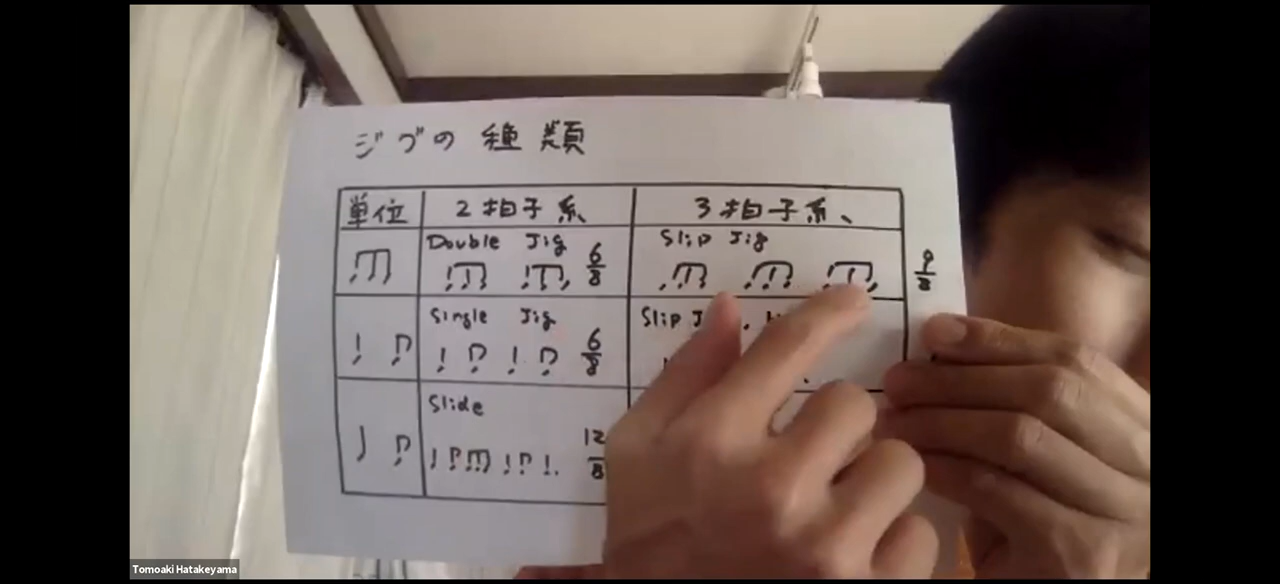 ジグの種類
単位 2拍子系 3拍子系
Double Jig 6/8
Slip Jig 9/8
Single Jig 6/8
Slip
Slide 12/8
Tomoaki Hatakeyama